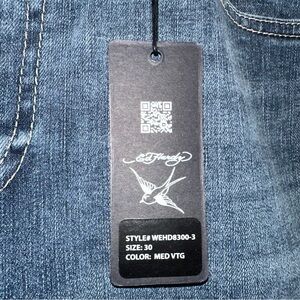 Ed Hardy
STYLE# WEHD8300-3
SIZE: 30
COLOR: MED VTG